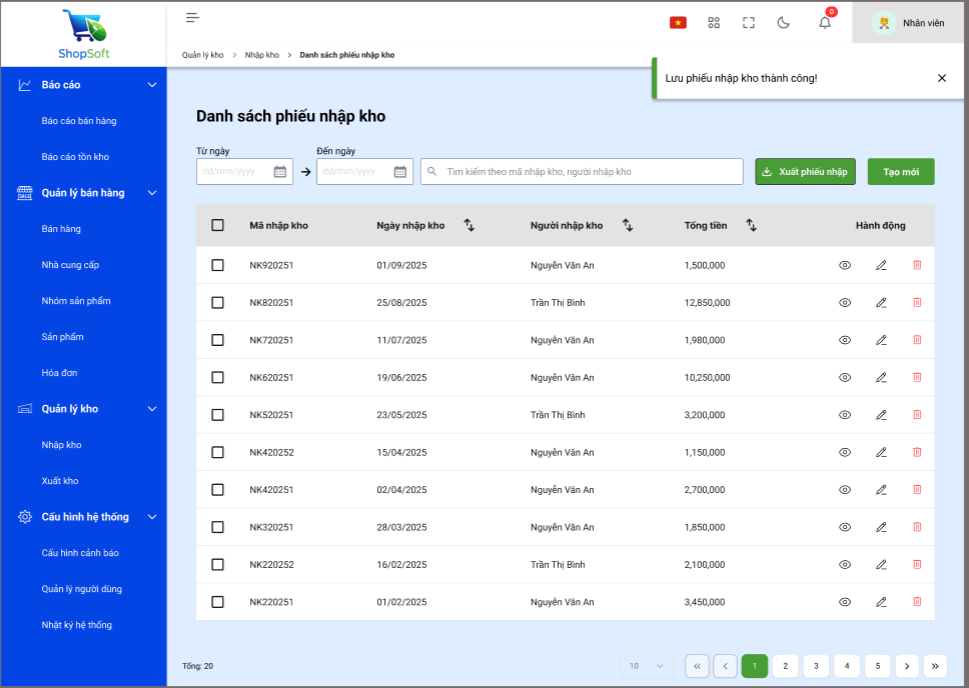 ShopSoft
0
Nhân viên
Quản lý kho > Nhập kho > Danh sách phiếu nhập kho
Lưu phiếu nhập kho thành công!
Báo cáo
Báo cáo bán hàng
Báo cáo tồn kho
Quản lý bán hàng
Bán hàng
Nhà cung cấp
Nhóm sản phẩm
Sản phẩm
Hóa đơn
Quản lý kho
Nhập kho
Xuất kho
Cấu hình hệ thống
Cấu hình cảnh báo
Quản lý người dùng
Nhật ký hệ thống
Danh sách phiếu nhập kho
Từ ngày Đến ngày
dd/mm/yyyy dd/mm/yyyy Tìm kiếm theo mã nhập kho, người nhập kho Xuất phiếu nhập Tạo mới
Mã nhập kho Ngày nhập kho Người nhập kho Tổng tiền Hành động
NK920251 01/09/2025 Nguyễn Văn An 1,500,000
NK820251 25/08/2025 Trần Thị Bình 12,850,000
NK720251 11/07/2025 Nguyễn Văn An 1,980,000
NK620251 19/06/2025 Nguyễn Văn An 10,250,000
NK520251 23/05/2025 Trần Thị Bình 3,200,000
NK420252 15/04/2025 Nguyễn Văn An 1,150,000
NK420251 02/04/2025 Nguyễn Văn An 2,700,000
NK320251 28/03/2025 Nguyễn Văn An 1,850,000
NK220252 16/02/2025 Trần Thị Bình 2,100,000
NK220251 01/02/2025 Nguyễn Văn An 3,450,000
Tổng: 20 10 « ‹ 1 2 3 4 5 › »